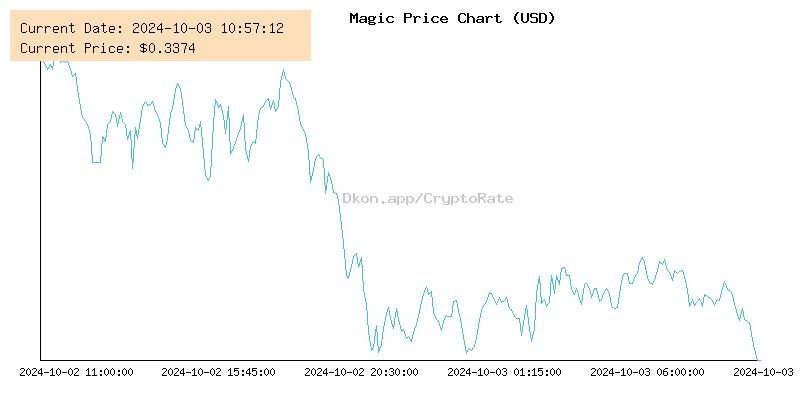 Magic Price Chart (USD)
Current Date: 2024-10-03 10:57:12
Current Price: $0.3374
Dkon.app/CryptoRate
2024-10-02 11:00:00 2024-10-02 15:45:00 2024-10-02 20:30:00 2024-10-03 01:15:00 2024-10-03 06:00:00 2024-10-03